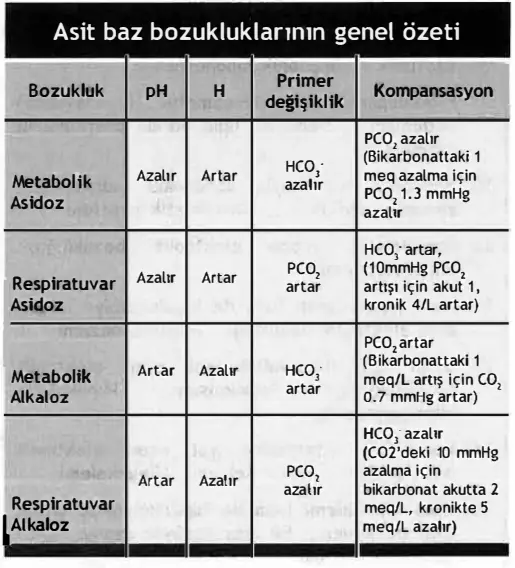 Asit baz bozukluklarının genel özeti
Bozukluk pH H Primer değişiklik Kompansasyon
Metabolik Asidoz Azalır Artar HCO3- azalır PCO2 azalır
(Bikarbonattaki 1
meq azalma için
PCO2 1.3 mmHg
azalır
Respiratuvar Asidoz Azalır Artar PCO2 artar HCO3- artar,
(10mmHg PCO2
artışı için akut 1,
kronik 4/L artar)
Metabolik Alkaloz Artar Azalır HCO3- artar PCO2 artar
(Bikarbonattaki 1
meq/L artış için CO2
0.7 mmHg artar)
Respiratuvar Alkaloz Artar Azalır PCO2 azalır HCO3- azalır
(CO2'deki 10 mmHg
azalma için
bikarbonat akutta 2
meq/L, kronikte 5
meq/L azalır)